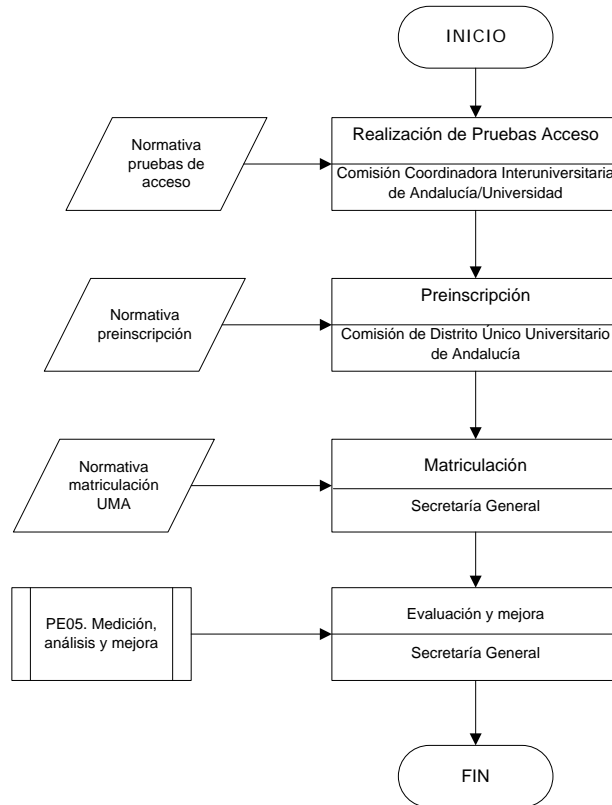 INICIO
Normativa
pruebas de
acceso
Realización de Pruebas Acceso
Comisión Coordinadora Interuniversitaria
de Andalucía/Universidad
Normativa
preinscripción
Preinscripción
Comisión de Distrito Único Universitario
de Andalucía
Normativa
matriculación
UMA
Matriculación
Secretaría General
PE05. Medición,
análisis y mejora
Evaluación y mejora
Secretaría General
FIN